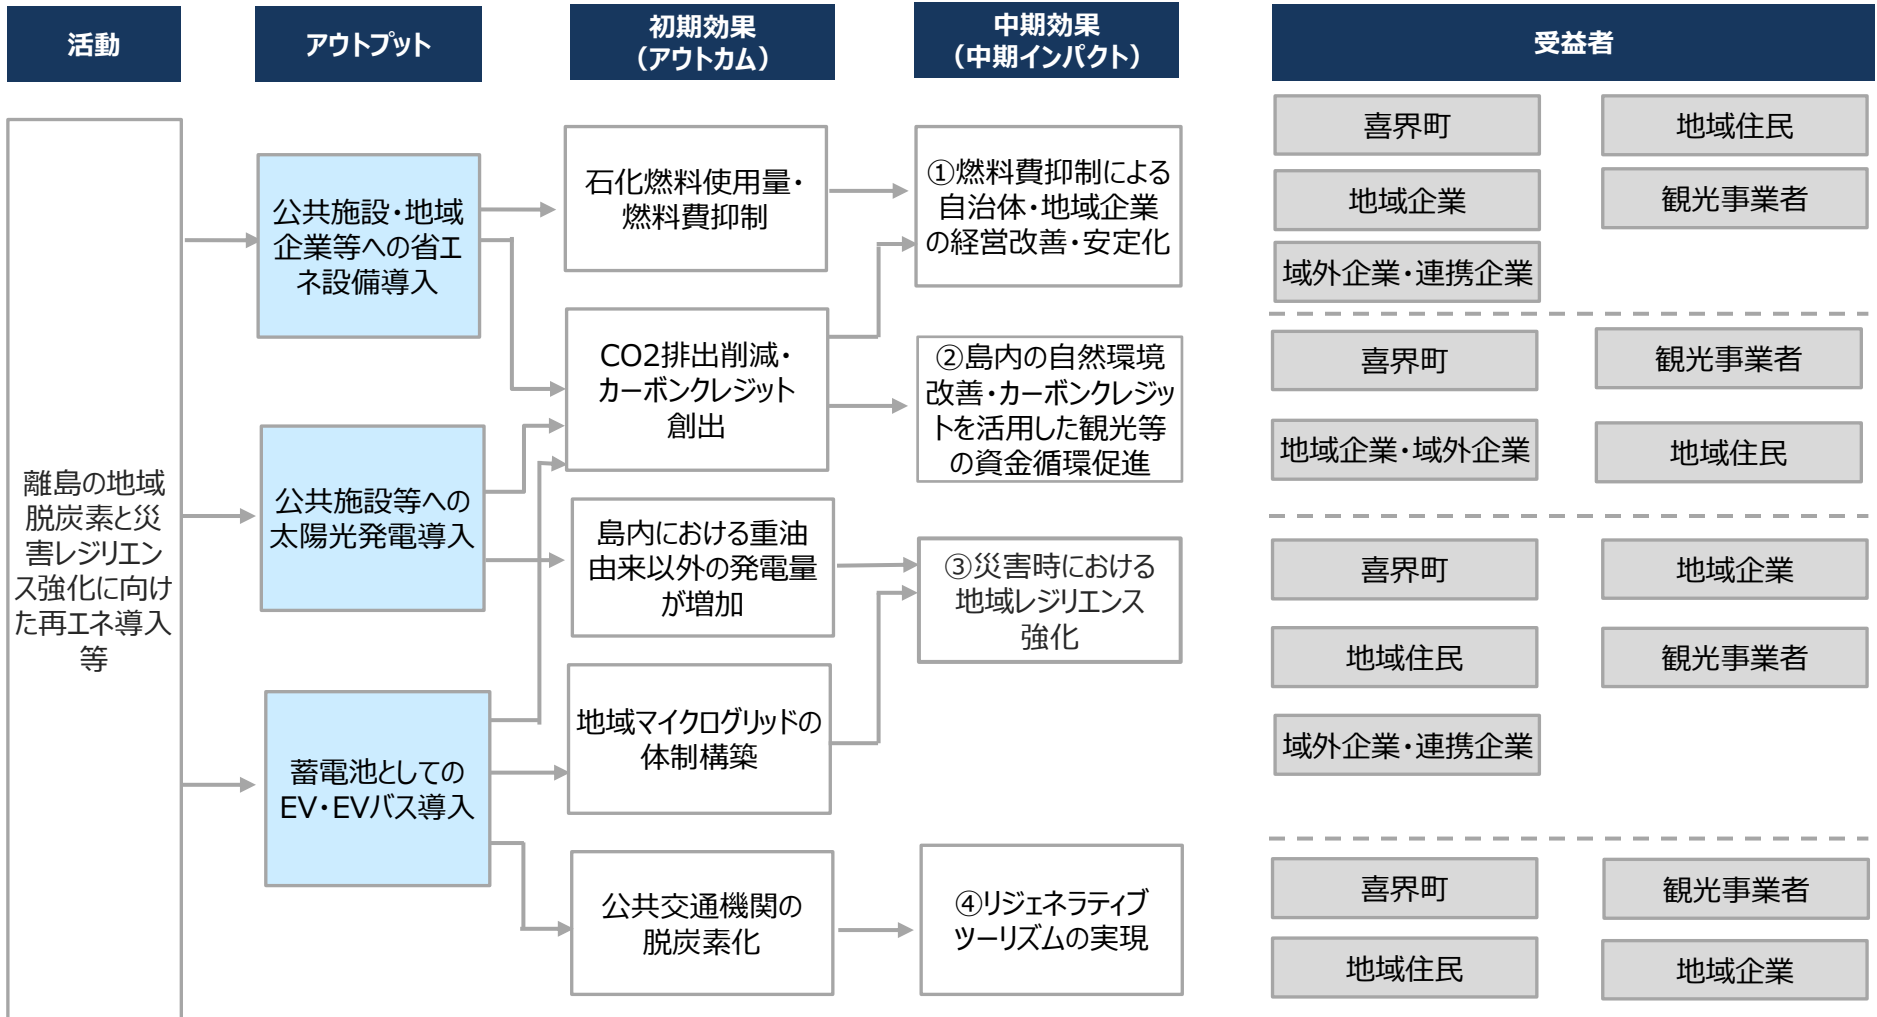 活動
アウトプット
初期効果
（アウトカム）
中期効果
（中期インパクト）
受益者
離島の地域
脱炭素と災
害レジリエン
ス強化に向け
た再エネ導入
等
公共施設・地域
企業等への省エ
ネ設備導入
公共施設等への
太陽光発電導入
蓄電池としての
EV・EVバス導入
石化燃料使用量・
燃料費抑制
CO2排出削減・
カーボンクレジット
創出
島内における重油
由来以外の発電量
が増加
地域マイクログリッドの
体制構築
公共交通機関の
脱炭素化
①燃料費抑制による
自治体・地域企業
の経営改善・安定化
②島内の自然環境
改善・カーボンクレジッ
トを活用した観光等
の資金循環促進
③災害時における
地域レジリエンス
強化
④リジェネラティブ
ツーリズムの実現
喜界町
地域住民
地域企業
観光事業者
域外企業・連携企業
喜界町
観光事業者
地域企業・域外企業
地域住民
喜界町
地域企業
地域住民
観光事業者
域外企業・連携企業
喜界町
観光事業者
地域住民
地域企業